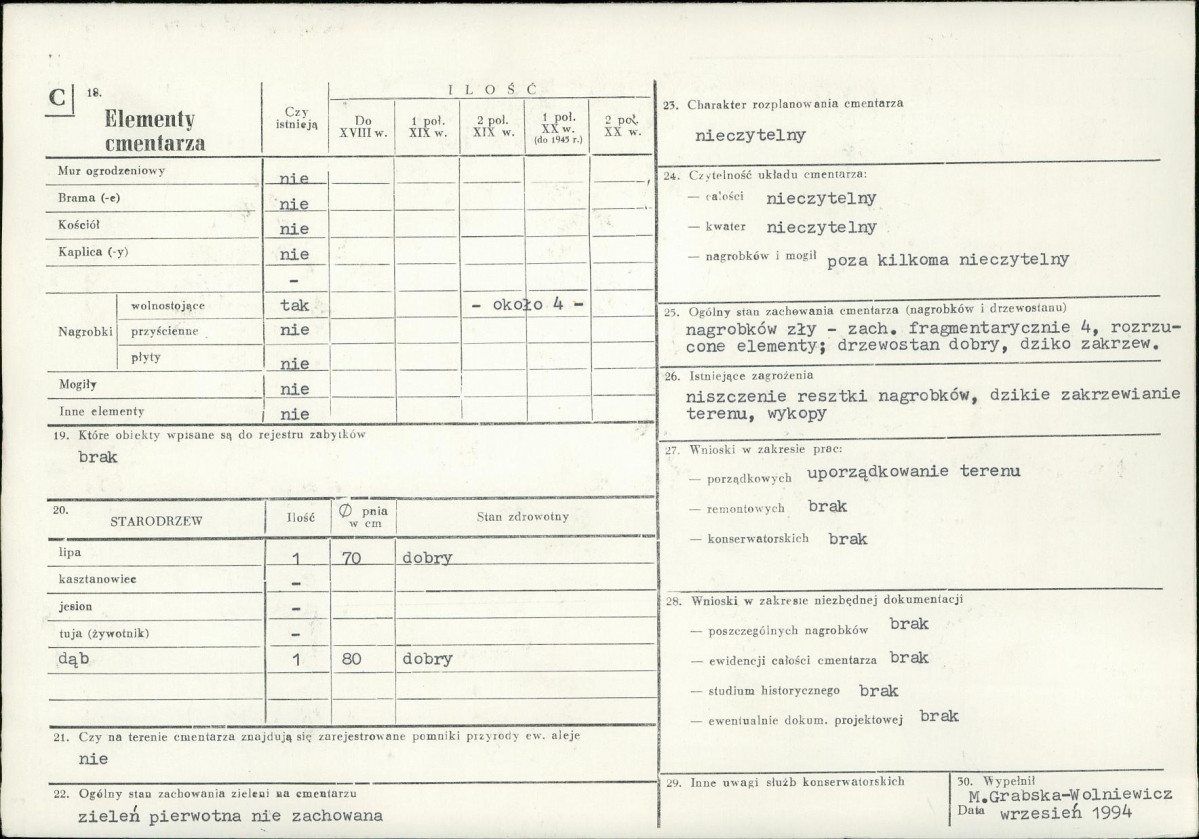 C 18. Elementy cmentarza
Czy istnieją
ILOŚĆ
Do XVIII w.
1 poł. XIX w.
2 poł. XIX w.
1 poł. XX w. (do 1945 r.)
2 poł. XX w.
Mur ogrodzeniowy nie
Brama (-e) nie
Kościół nie
Kaplica (-y) nie
-
Nagrobki
wolnostojące tak - około 4 -
przyścienne nie
płyty nie
Mogiły nie
Inne elementy nie
19. Które obiekty wpisane są do rejestru zabytków
brak
20. STARODRZEW Ilość Ø pnia w cm Stan zdrowotny
lipa 1 70 dobry
kasztanowiec -
jesion -
tuja (żywotnik) -
dąb 1 80 dobry
21. Czy na terenie cmentarza znajdują się zarejestrowane pomniki przyrody ew. aleje
nie
22. Ogólny stan zachowania zieleni na cmentarzu
zieleń pierwotna nie zachowana
23. Charakter rozplanowania cmentarza
nieczytelny
24. Czytelność układu cmentarza:
— całości nieczytelny
— kwater nieczytelny
— nagrobków i mogił poza kilkoma nieczytelny
25. Ogólny stan zachowania cmentarza (nagrobków i drzewostanu)
nagrobków zły - zach. fragmentarycznie 4, rozrzu-
cone elementy; drzewostan dobry, dziko zakrzew.
26. Istniejące zagrożenia
niszczenie resztki nagrobków, dzikie zakrzewianie
terenu, wykopy
27. Wnioski w zakresie prac:
— porządkowych uporządkowanie terenu
— remontowych brak
— konserwatorskich brak
28. Wnioski w zakresie niezbędnej dokumentacji
— poszczególnych nagrobków brak
— ewidencji całości cmentarza brak
— studium historycznego brak
— ewentualnie dokum. projektowej brak
29. Inne uwagi służb konserwatorskich
30. Wypełnił
M.Grabska-Wolniewicz
Data wrzesień 1994